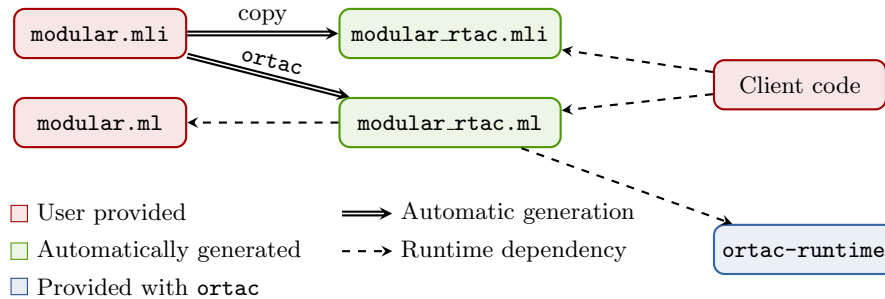 copy
modular.mli
modular_rtac.mli
ortac
Client code
modular.ml
modular_rtac.ml
User provided
Automatic generation
Automatically generated
Runtime dependency
ortac-runtime
Provided with ortac